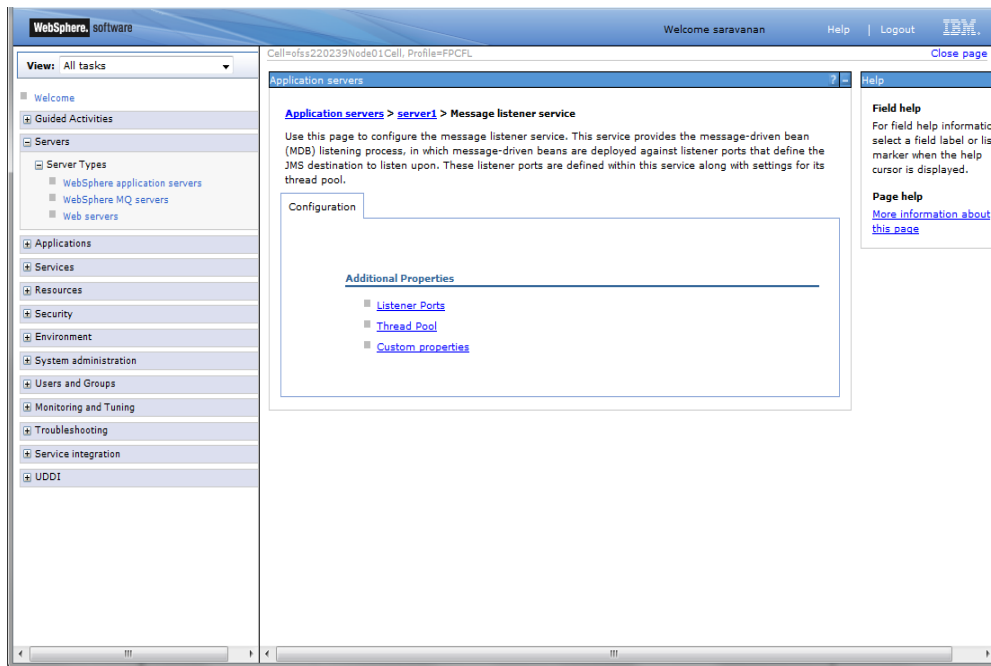 WebSphere. software
Welcome saravanan
Help | Logout
IBM.
View: All tasks
Cell=ofss220239Node01Cell, Profile=FPCFL
Close page
Welcome
Guided Activities
Servers
Server Types
WebSphere application servers
WebSphere MQ servers
Web servers
Applications
Services
Resources
Security
Environment
System administration
Users and Groups
Monitoring and Tuning
Troubleshooting
Service integration
UDDI
Application servers
? -
Application servers > server1 > Message listener service
Use this page to configure the message listener service. This service provides the message-driven bean
(MDB) listening process, in which message-driven beans are deployed against listener ports that define the
JMS destination to listen upon. These listener ports are defined within this service along with settings for its
thread pool.
Configuration
Additional Properties
Listener Ports
Thread Pool
Custom properties
Help
Field help
For field help informatio
select a field label or lis
marker when the help
cursor is displayed.
Page help
More information about
this page